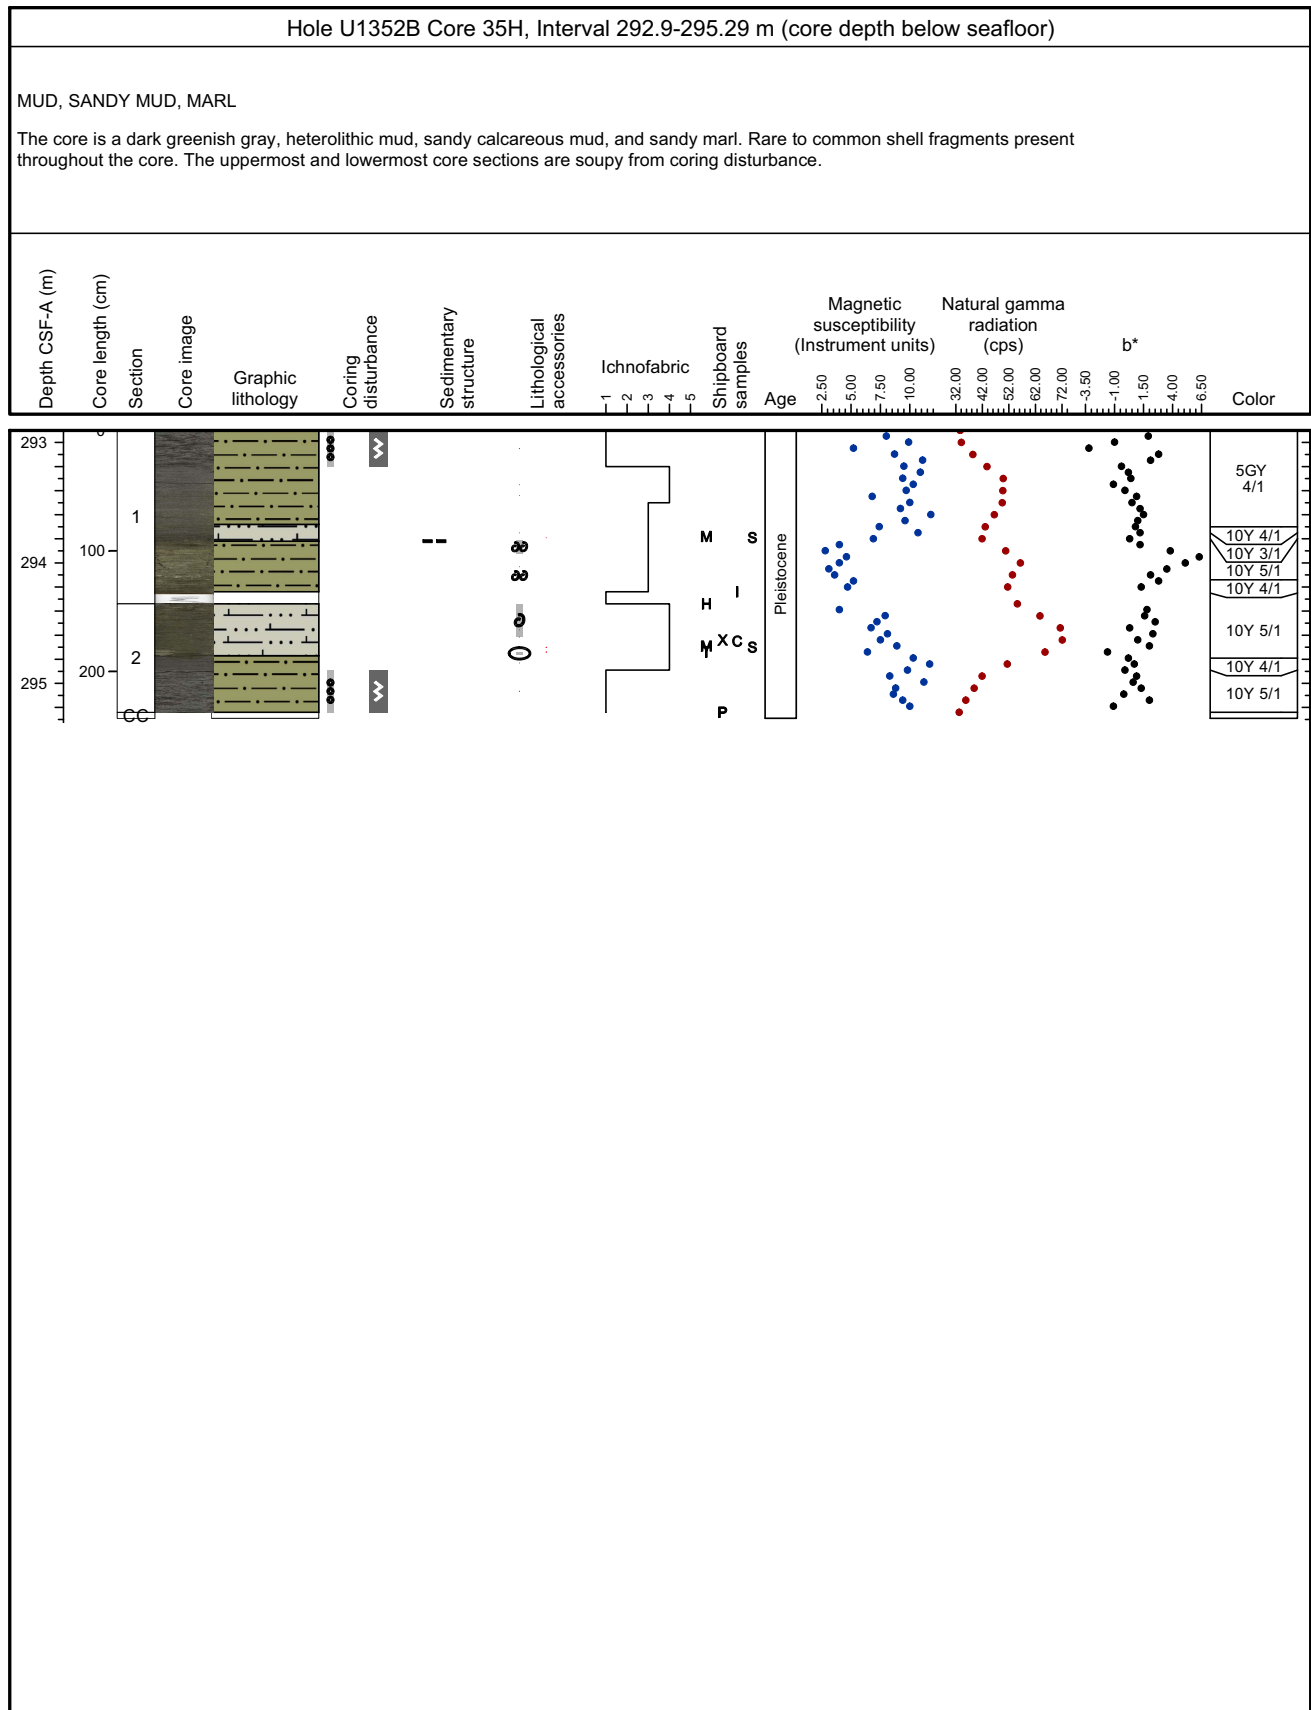 Hole U1352B Core 35H, Interval 292.9-295.29 m (core depth below seafloor)
MUD, SANDY MUD, MARL
The core is a dark greenish gray, heterolithic mud, sandy calcareous mud, and sandy marl. Rare to common shell fragments present
throughout the core. The uppermost and lowermost core sections are soupy from coring disturbance.
Depth CSF-A (m)
Core length (cm)
Section
Core image
Graphic
lithology
Coring
disturbance
Sedimentary
structure
Lithological
accessories
Ichnofabric
1 2 3 4 5
Shipboard
samples
Age
Magnetic
susceptibility
(Instrument units)
2.50 5.00 7.50 10.00
Natural gamma
radiation
(cps)
32.00 42.00 52.00 62.00 72.00
b*
-3.50 -1.00 1.50 4.00 6.50
Color
293
294
295
0
100
200
1
2
CC
M S
I
H
M X C S
T
P
Pleistocene
5GY
4/1
10Y 4/1
10Y 3/1
10Y 5/1
10Y 4/1
10Y 5/1
10Y 4/1
10Y 5/1